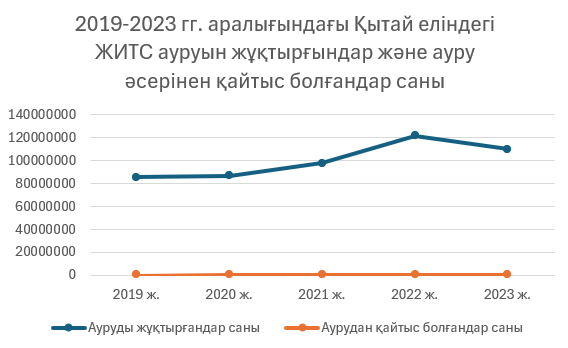 2019-2023 гг. аралығындағы Қытай еліндегі
ЖИТС ауруын жұқтырғындар және ауру
әсерінен қайтыс болғандар саны
140000000
120000000
100000000
80000000
60000000
40000000
20000000
0
2019 ж. 2020 ж. 2021 ж. 2022 ж. 2023 ж.
Ауруды жұқтырғандар саны Аурудан қайтыс болғандар саны